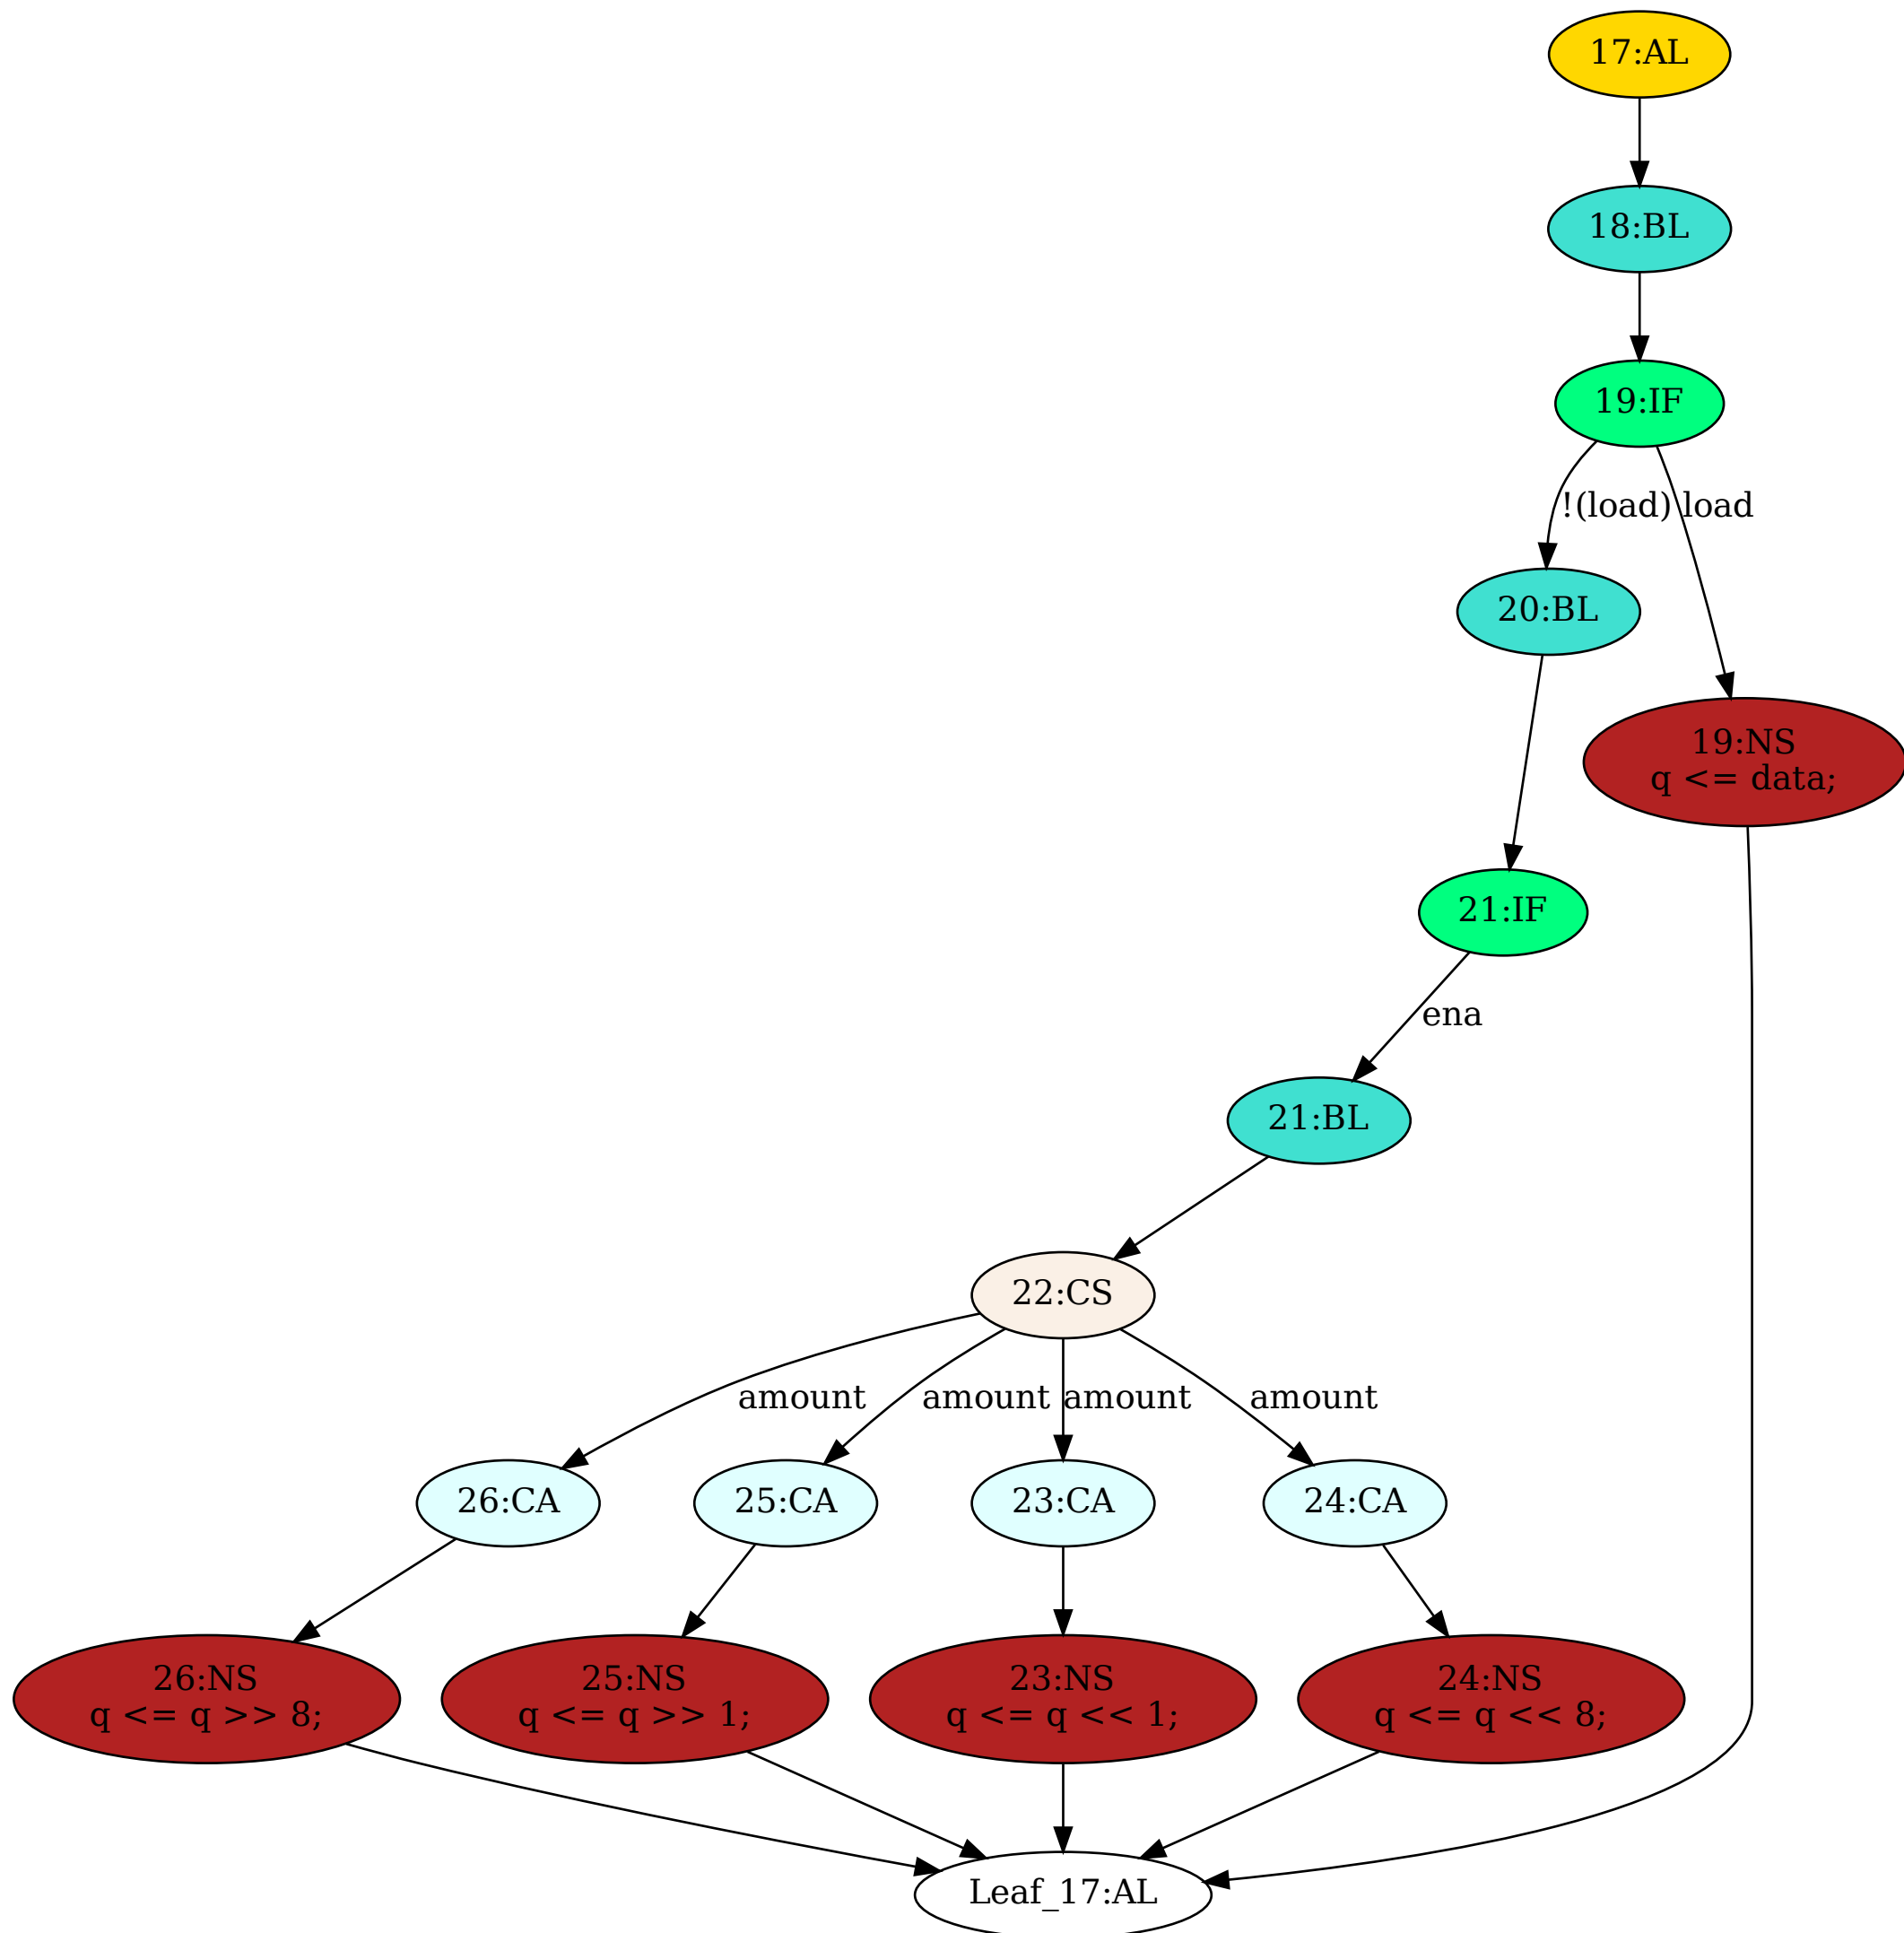 17:AL
18:BL
19:IF
!(load)
load
20:BL
19:NS
q <= data;
21:IF
ena
21:BL
22:CS
amount
amount
amount
amount
26:CA
25:CA
23:CA
24:CA
26:NS
q <= q >> 8;
25:NS
q <= q >> 1;
23:NS
q <= q << 1;
24:NS
q <= q << 8;
Leaf_17:AL